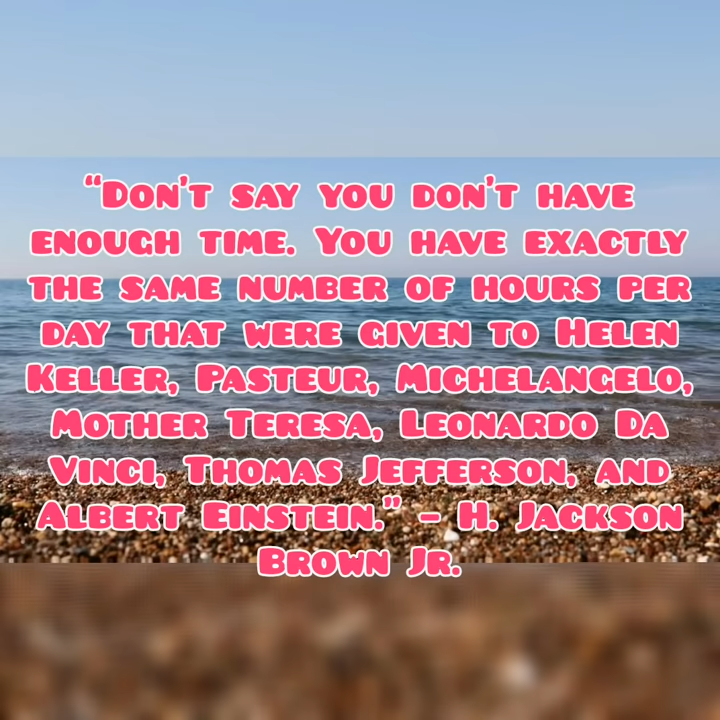 “Don’t say you don’t have
enough time. You have exactly
the same number of hours per
day that were given to Helen
Keller, Pasteur, Michelangelo,
Mother Teresa, Leonardo Da
Vinci, Thomas Jefferson, and
Albert Einstein.” – H. Jackson
Brown Jr.